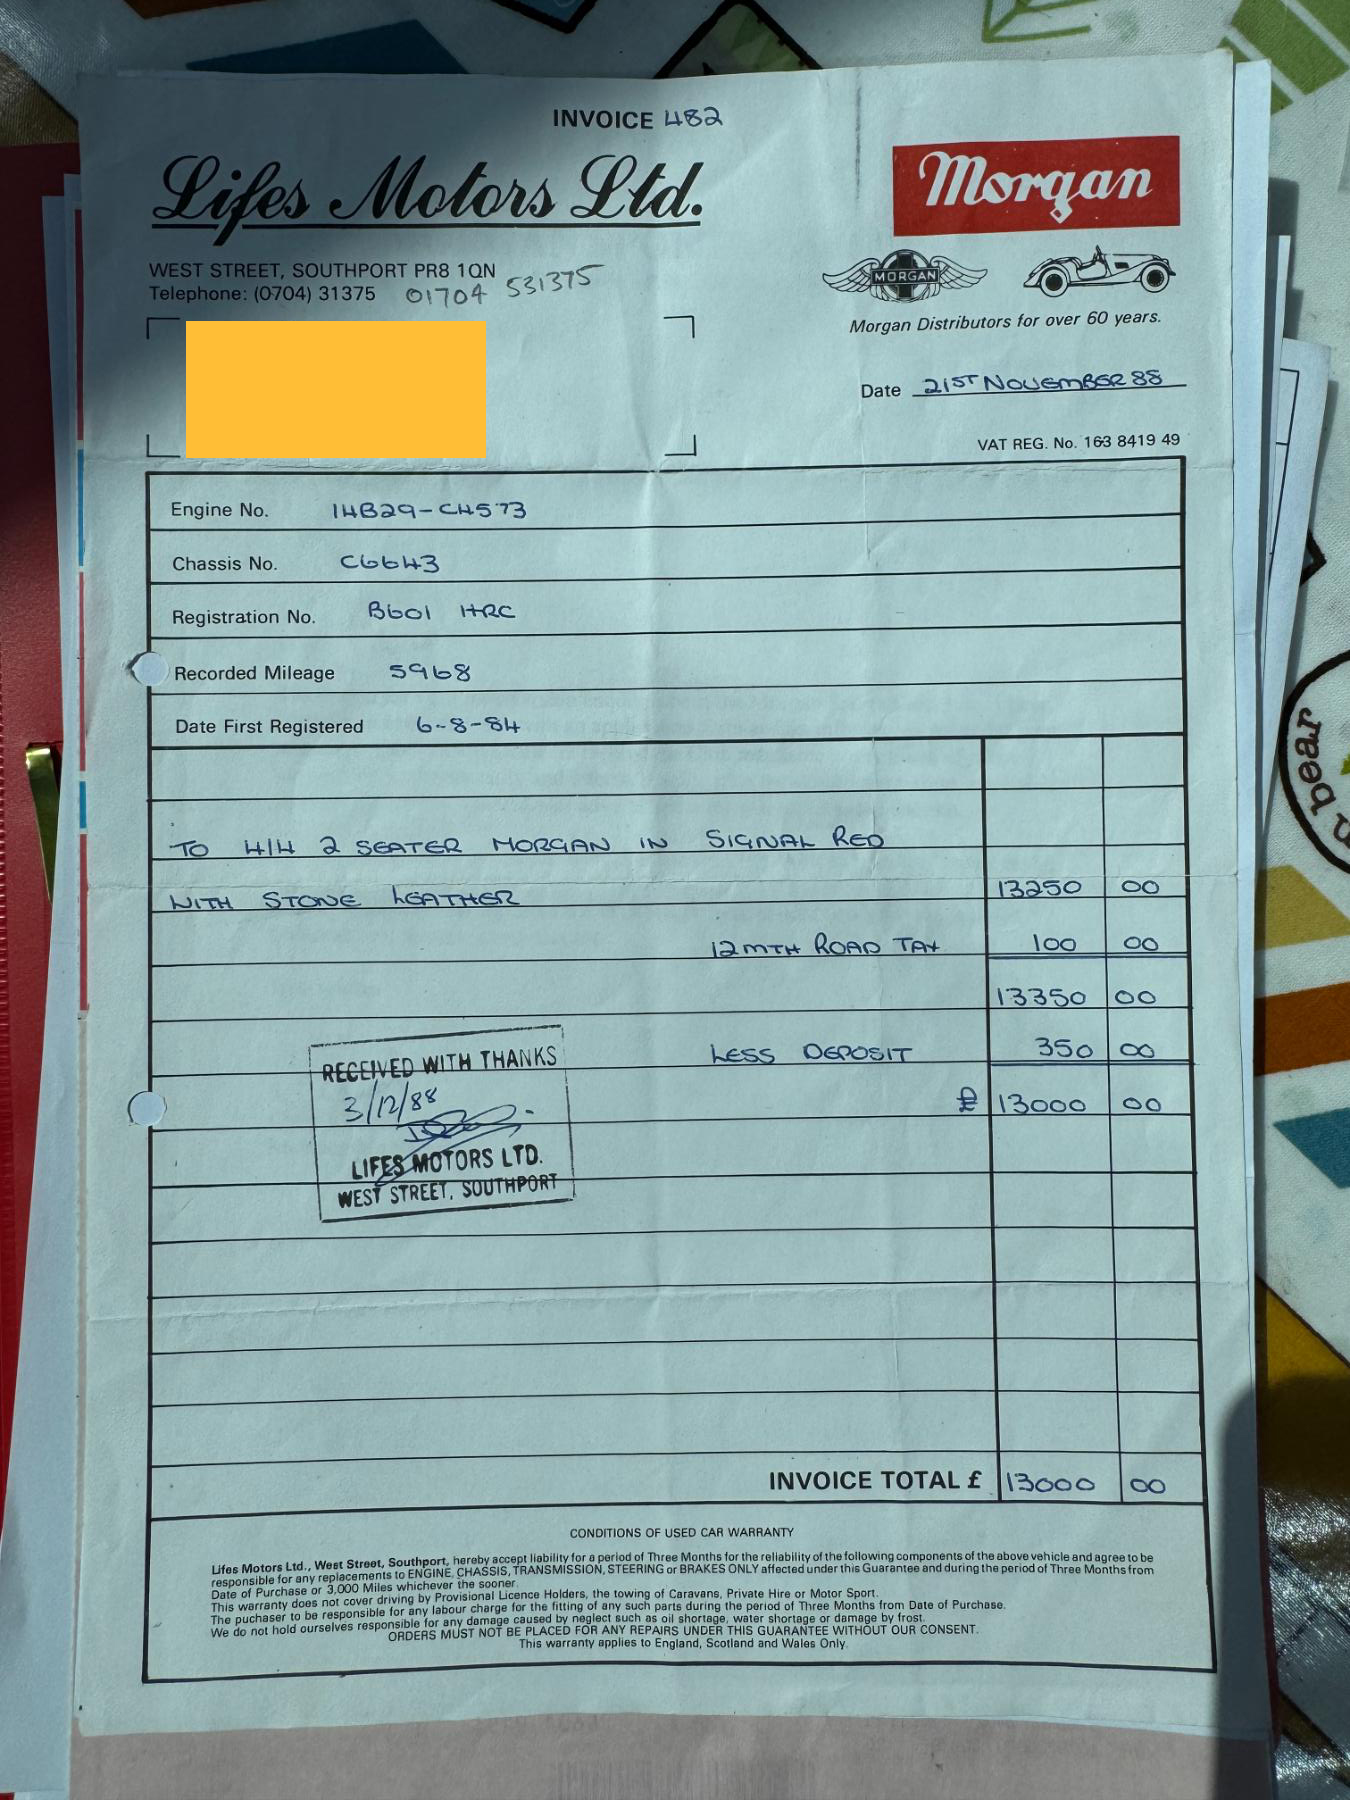 INVOICE 482
Lifes Motors Ltd.
Morgan
WEST STREET, SOUTHPORT PR8 1QN
Telephone: (0704) 31375 01704 531375
MORGAN
Morgan Distributors for over 60 years.
Date 21ST NOVEMBER 88
VAT REG. No. 163 8419 49
Engine No. 14B29-C4573
Chassis No. C6643
Registration No. B601 HRC
Recorded Mileage 5968
Date First Registered 6-8-84
TO 4/4 2 SEATER MORGAN IN SIGNAL RED
WITH STONE LEATHER 13250 00
12MTH ROAD TAX 100 00
13350 00
LESS DEPOSIT 350 00
£ 13000 00
RECEIVED WITH THANKS
3/12/88
LIFES MOTORS LTD.
WEST STREET, SOUTHPORT
INVOICE TOTAL £ 13000 00
CONDITIONS OF USED CAR WARRANTY
Lifes Motors Ltd., West Street, Southport, hereby accept liability for a period of Three Months for the reliability of the following components of the above vehicle and agree to be
responsible for any replacements to ENGINE, CHASSIS, TRANSMISSION, STEERING or BRAKES ONLY affected under this Guarantee and during the period of Three Months from
Date of Purchase or 3,000 Miles whichever the sooner.
This warranty does not cover driving by Provisional Licence Holders, the towing of Caravans, Private Hire or Motor Sport.
The puchaser to be responsible for any labour charge for the fitting of any such parts during the period of Three Months from Date of Purchase.
We do not hold ourselves responsible for any damage caused by neglect such as oil shortage, water shortage or damage by frost.
ORDERS MUST NOT BE PLACED FOR ANY REPAIRS UNDER THIS GUARANTEE WITHOUT OUR CONSENT.
This warranty applies to England, Scotland and Wales Only.
bear